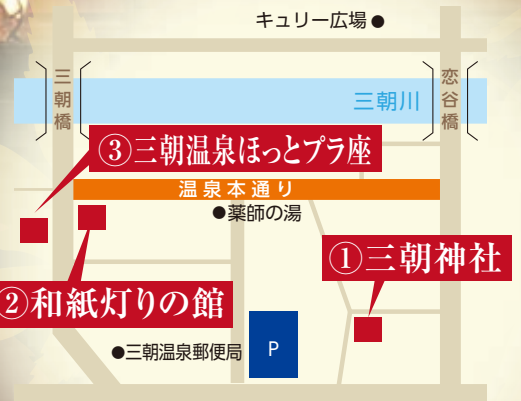 キュリー広場●
三朝橋
恋谷橋
三朝川
③三朝温泉ほっとプラ座
温泉本通り
●薬師の湯
①三朝神社
②和紙灯りの館
●三朝温泉郵便局
P